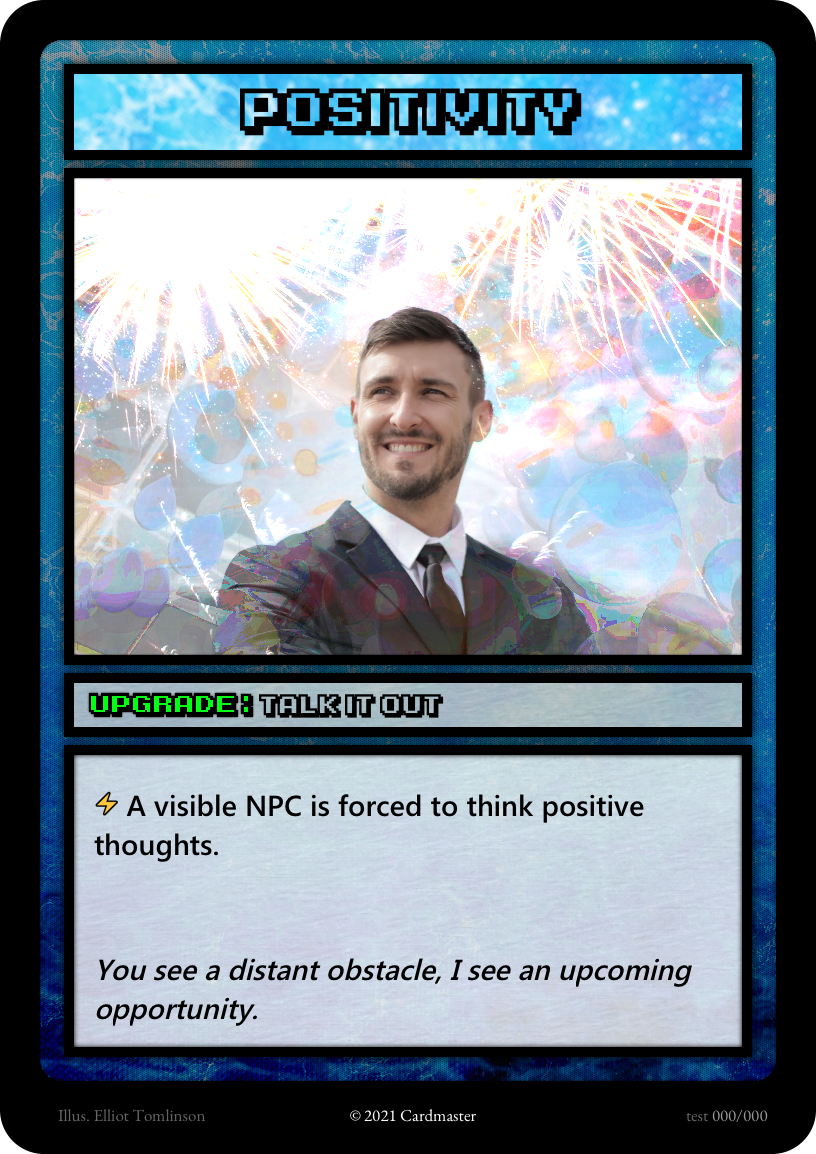 POSITIVITY
UPGRADE: TALK IT OUT
⚡ A visible NPC is forced to think positive
thoughts.
You see a distant obstacle, I see an upcoming
opportunity.
Illus. Elliot Tomlinson © 2021 Cardmaster test 000/000